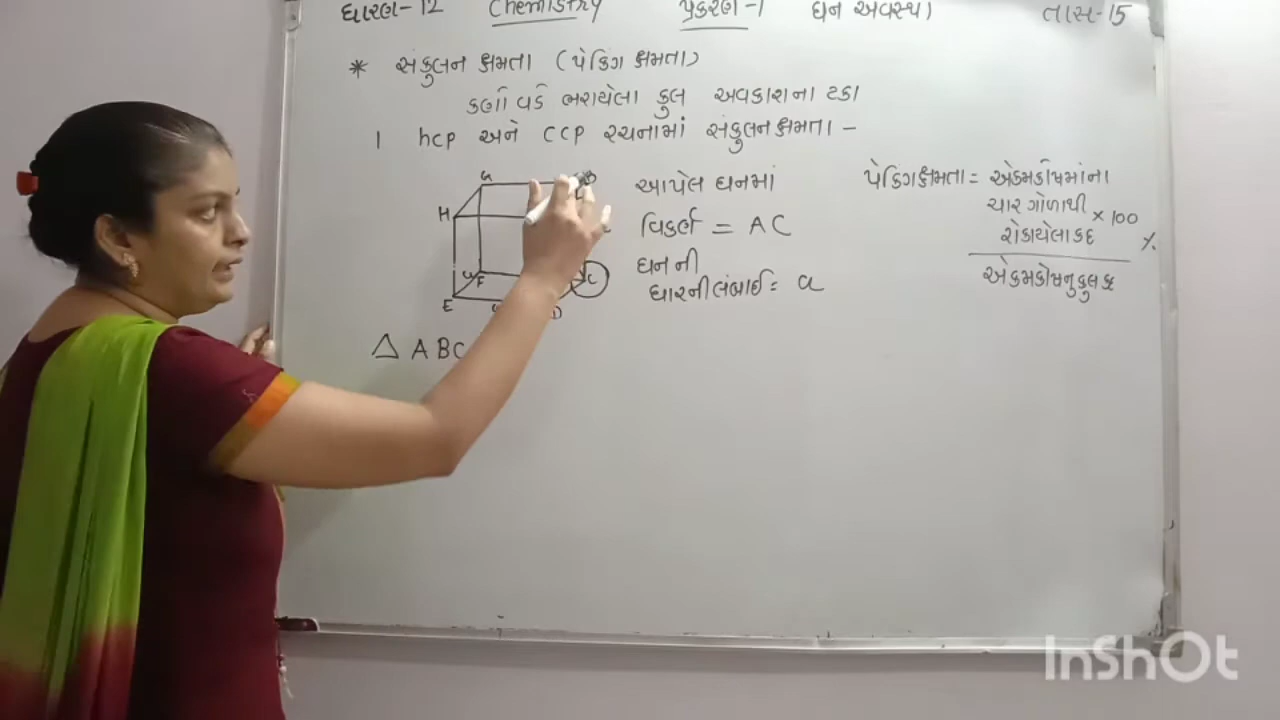 ધોરણ-12 Chemistry પ્રકરણ-1 ઘન અવસ્થા તાસ-15
* સંકુલન ક્ષમતા (પેકિંગ ક્ષમતા)
કણો વડે ભરાયેલા કુલ અવકાશના ટકા
1 hcp અને CCP રચનામાં સંકુલનક્ષમતા –
G B
H
F C
E D
આપેલ ઘનમાં
વિકર્ણ = AC
ઘનની
ધારનીલંબાઈ = a
△ ABC
પેકિંગક્ષમતા = એકમકોષમાંના
ચાર ગોળાથી
રોકાયેલાકદ × 100 %
એકમકોષનુકુલકદ
InShOt